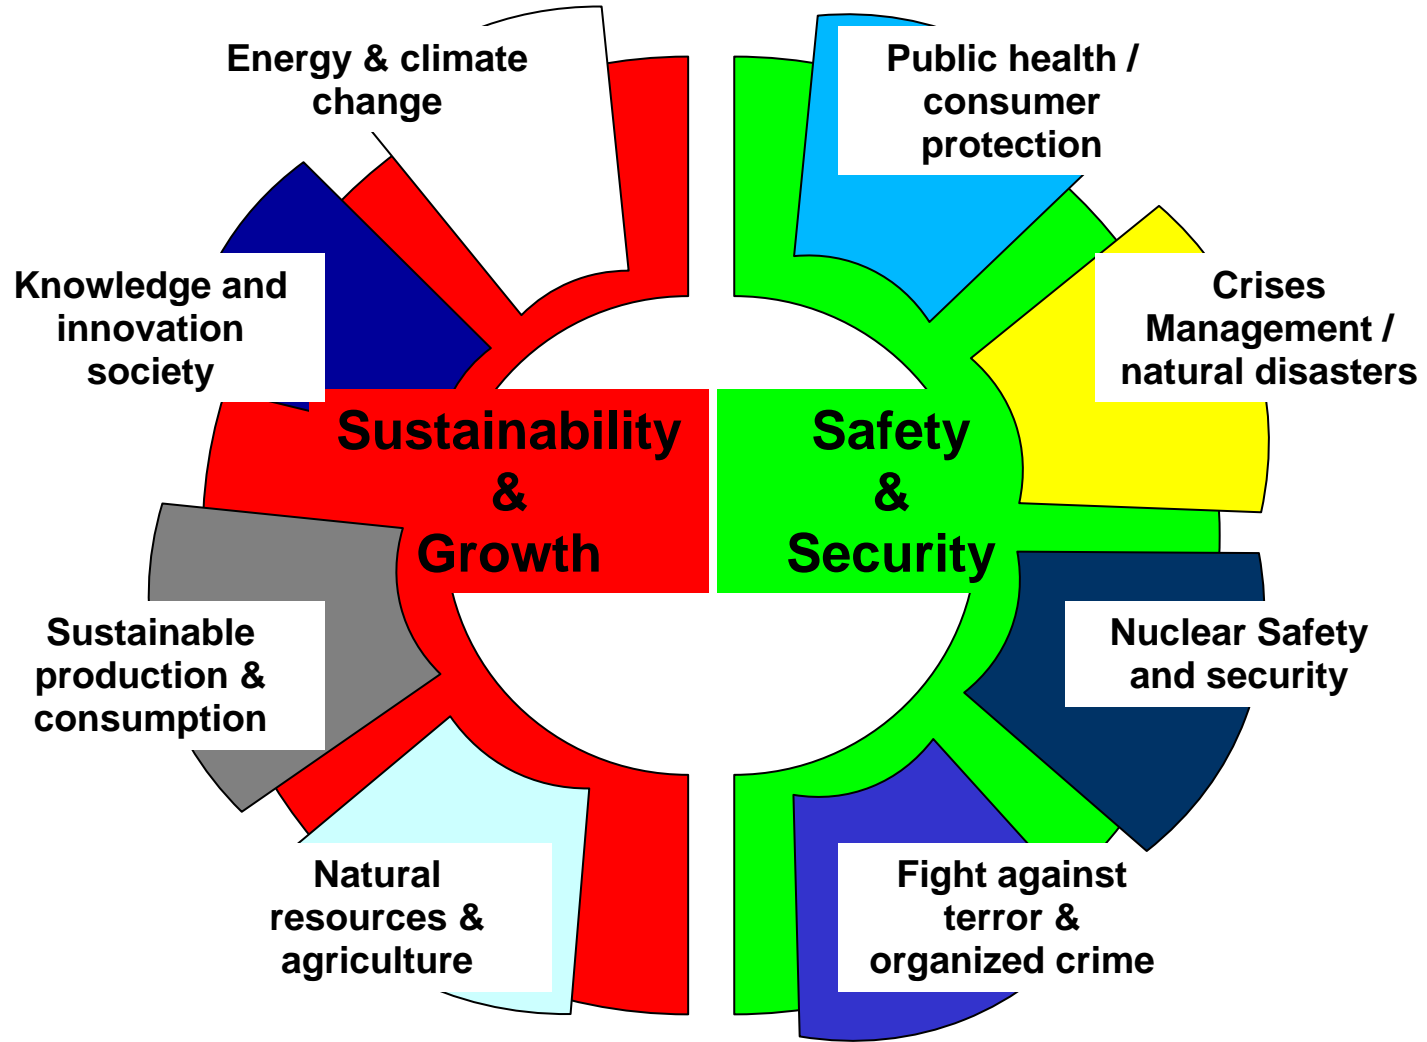 Energy & climate
change
Public health /
consumer
protection
Knowledge and
innovation
society
Crises
Management /
natural disasters
Sustainability
&
Growth
Safety
&
Security
Sustainable
production &
consumption
Nuclear Safety
and security
Natural
resources &
agriculture
Fight against
terror &
organized crime